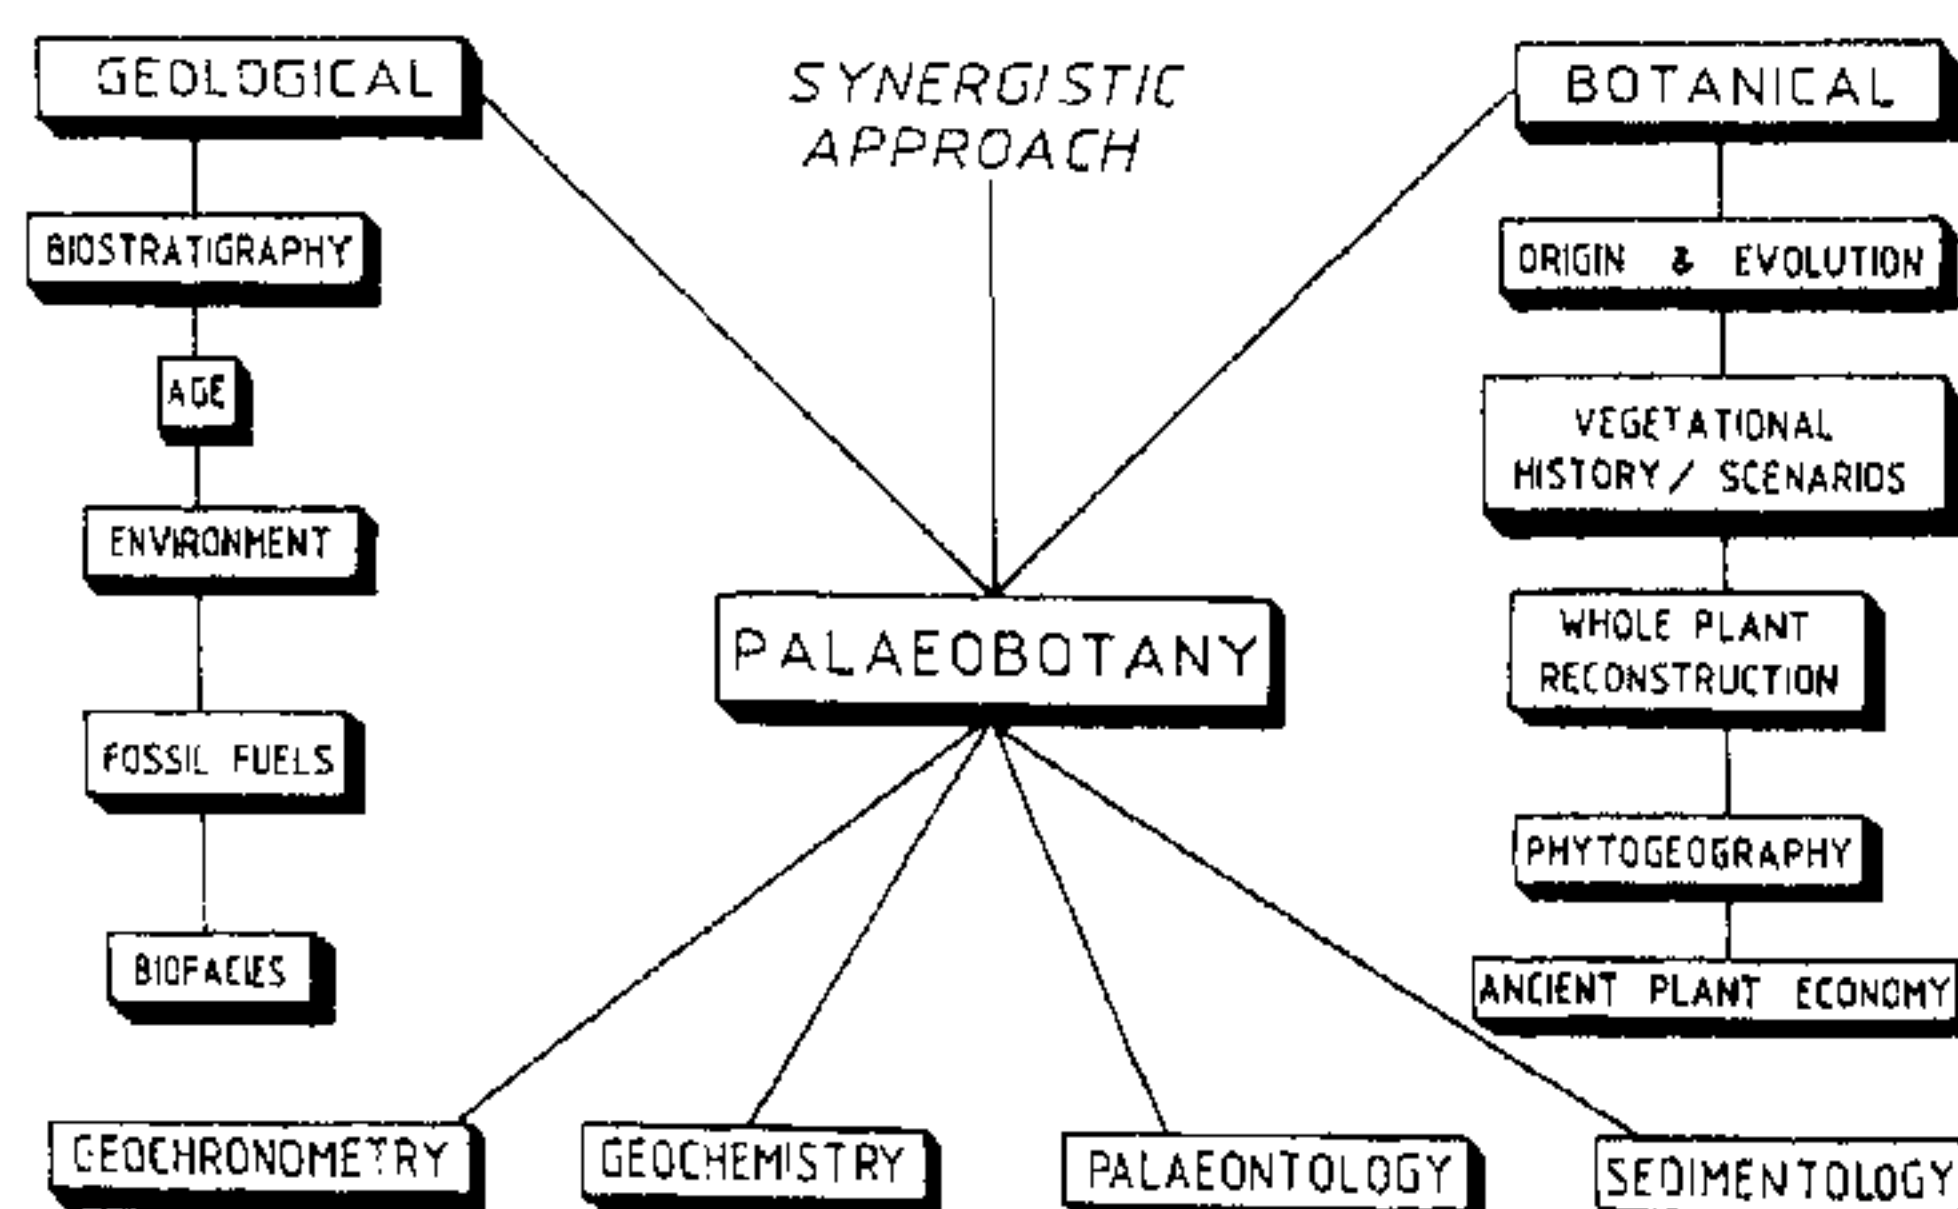 GEOLOGICAL
BIOSTRATIGRAPHY
AGE
ENVIRONMENT
FOSSIL FUELS
BIOFACIES
SYNERGISTIC
APPROACH
PALAEOBOTANY
BOTANICAL
ORIGIN & EVOLUTION
VEGETATIONAL
HISTORY / SCENARIOS
WHOLE PLANT
RECONSTRUCTION
PHYTOGEOGRAPHY
ANCIENT PLANT ECONOMY
GEOCHRONOMETRY
GEOCHEMISTRY
PALAEONTOLOGY
SEDIMENTOLOGY